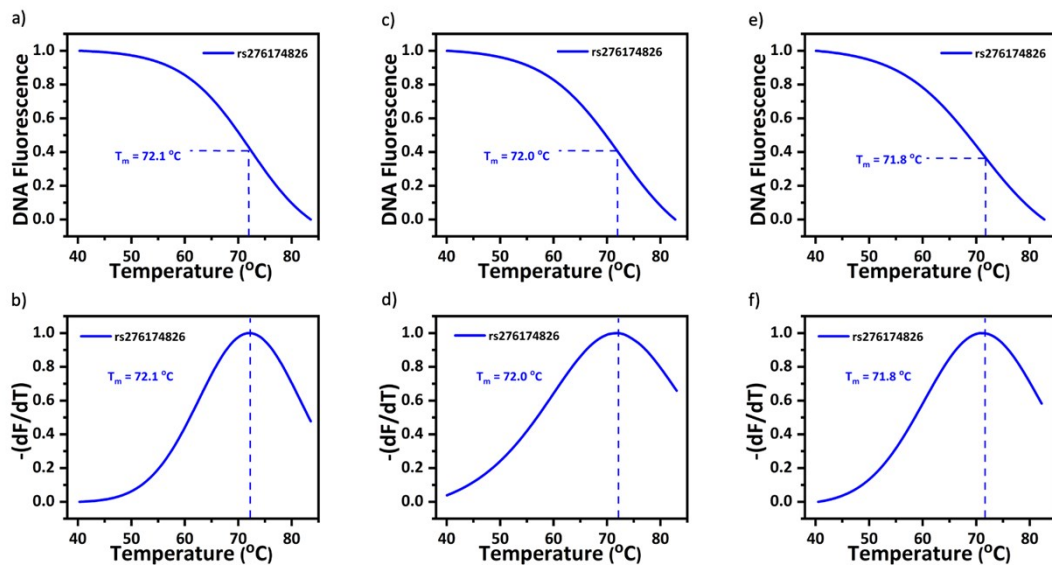 a)
rs276174826
DNA Fluorescence
1.0
0.8
0.6
0.4
0.2
0.0
Tm = 72.1 °C
40 50 60 70 80
Temperature (°C)
c)
rs276174826
DNA Fluorescence
1.0
0.8
0.6
0.4
0.2
0.0
Tm = 72.0 °C
40 50 60 70 80
Temperature (°C)
e)
rs276174826
DNA Fluorescence
1.0
0.8
0.6
0.4
0.2
0.0
Tm = 71.8 °C
40 50 60 70 80
Temperature (°C)
b)
rs276174826
-(dF/dT)
1.0
0.8
0.6
0.4
0.2
0.0
Tm = 72.1 °C
40 50 60 70 80
Temperature (°C)
d)
rs276174826
-(dF/dT)
1.0
0.8
0.6
0.4
0.2
0.0
Tm = 72.0 °C
40 50 60 70 80
Temperature (°C)
f)
rs276174826
-(dF/dT)
1.0
0.8
0.6
0.4
0.2
0.0
Tm = 71.8 °C
40 50 60 70 80
Temperature (°C)